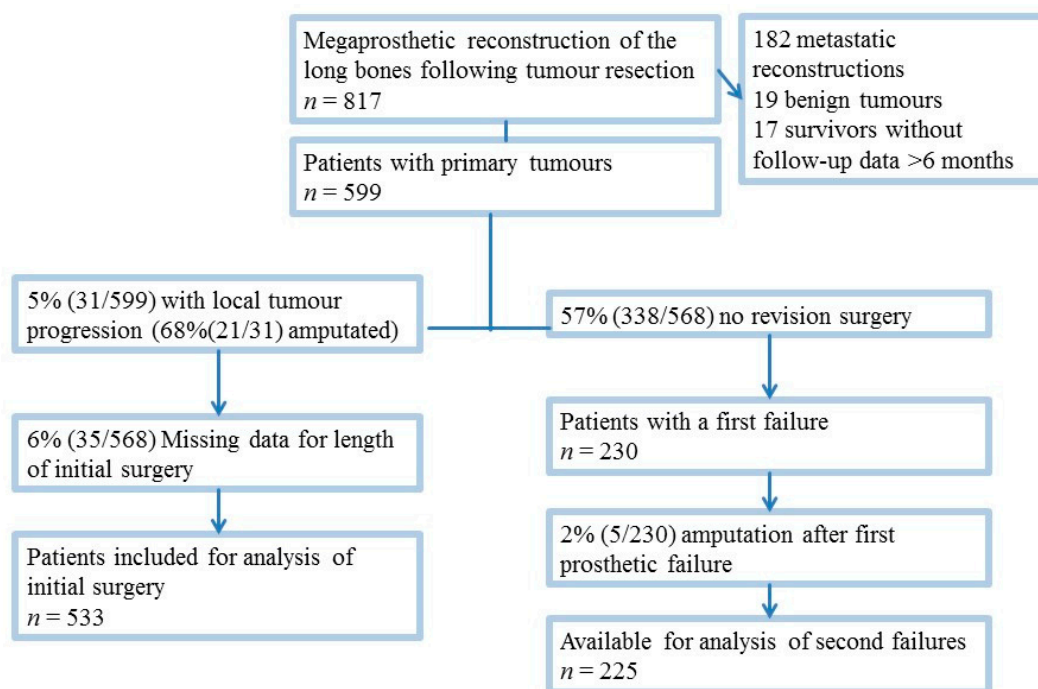 Megaprosthetic reconstruction of the
long bones following tumour resection
n = 817
182 metastatic
reconstructions
19 benign tumours
17 survivors without
follow-up data >6 months
Patients with primary tumours
n = 599
5% (31/599) with local tumour
progression (68%(21/31) amputated)
6% (35/568) Missing data for length
of initial surgery
Patients included for analysis of
initial surgery
n = 533
57% (338/568) no revision surgery
Patients with a first failure
n = 230
2% (5/230) amputation after first
prosthetic failure
Available for analysis of second failures
n = 225